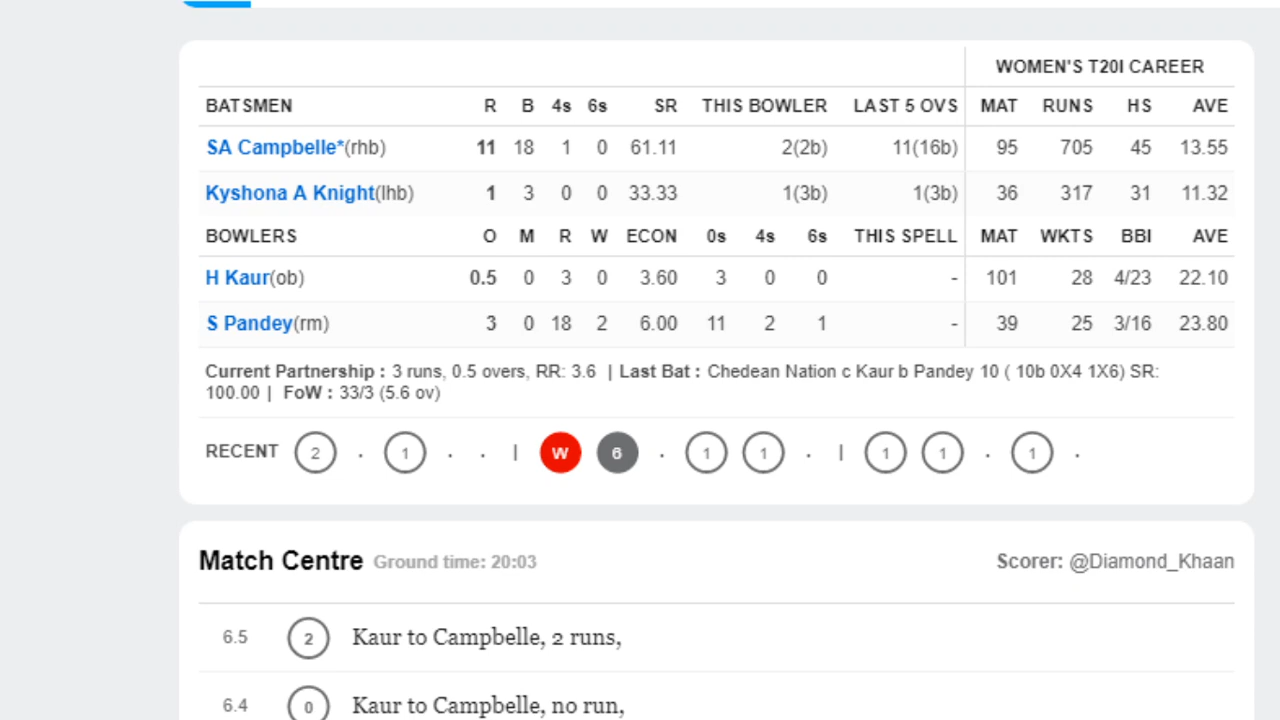 WOMEN'S T20I CAREER
BATSMEN R B 4s 6s SR THIS BOWLER LAST 5 OVS MAT RUNS HS AVE
SA Campbelle*(rhb) 11 18 1 0 61.11 2(2b) 11(16b) 95 705 45 13.55
Kyshona A Knight(lhb) 1 3 0 0 33.33 1(3b) 1(3b) 36 317 31 11.32
BOWLERS O M R W ECON 0s 4s 6s THIS SPELL MAT WKTS BBI AVE
H Kaur(ob) 0.5 0 3 0 3.60 3 0 0 - 101 28 4/23 22.10
S Pandey(rm) 3 0 18 2 6.00 11 2 1 - 39 25 3/16 23.80
Current Partnership : 3 runs, 0.5 overs, RR: 3.6 | Last Bat : Chedean Nation c Kaur b Pandey 10 ( 10b 0X4 1X6) SR:
100.00 | FoW : 33/3 (5.6 ov)
RECENT 2 . 1 . . | W 6 . 1 1 . | 1 1 . 1 .
Match Centre Ground time: 20:03 Scorer: @Diamond_Khaan
6.5 2 Kaur to Campbelle, 2 runs,
6.4 0 Kaur to Campbelle, no run,